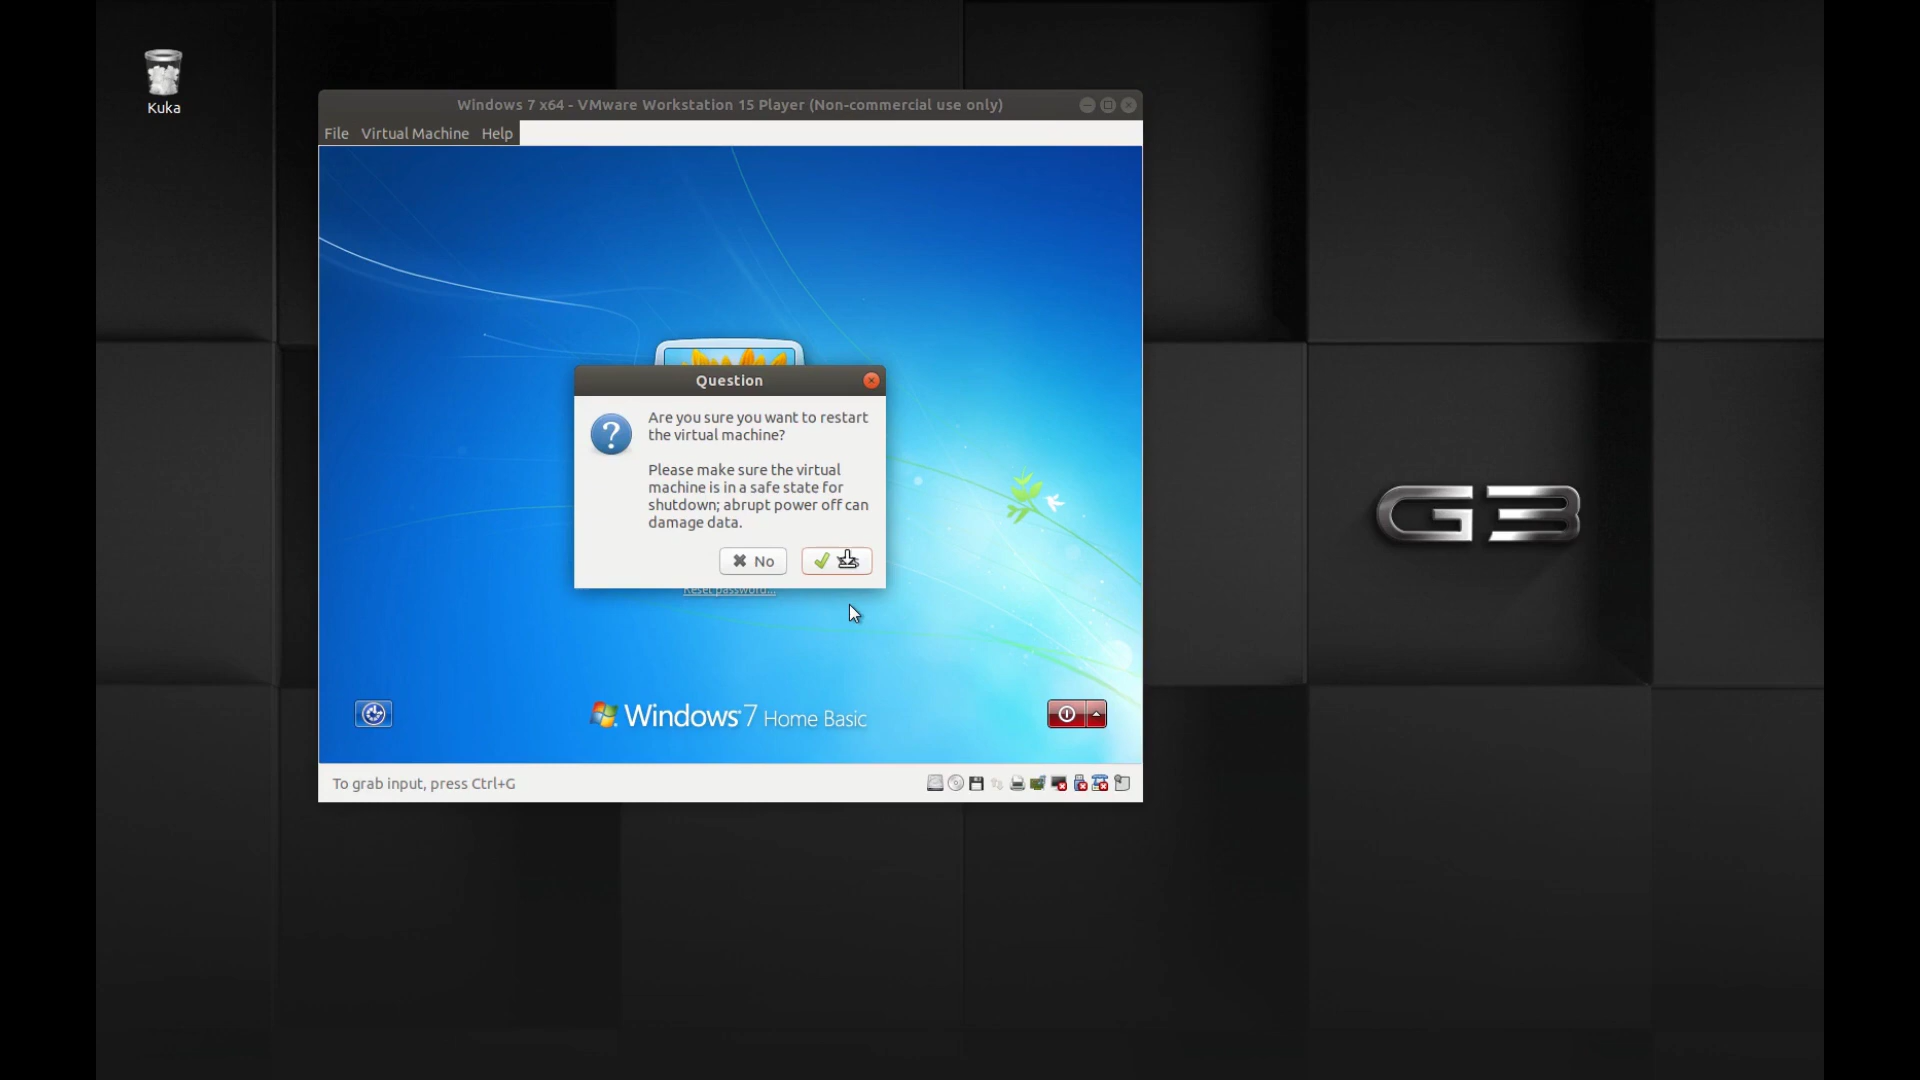 Kuka
Windows 7 x64 - VMware Workstation 15 Player (Non-commercial use only)
File Virtual Machine Help
Question
Are you sure you want to restart
the virtual machine?
Please make sure the virtual
machine is in a safe state for
shutdown; abrupt power off can
damage data.
No
Reset password...
G3
Windows 7 Home Basic
To grab input, press Ctrl+G